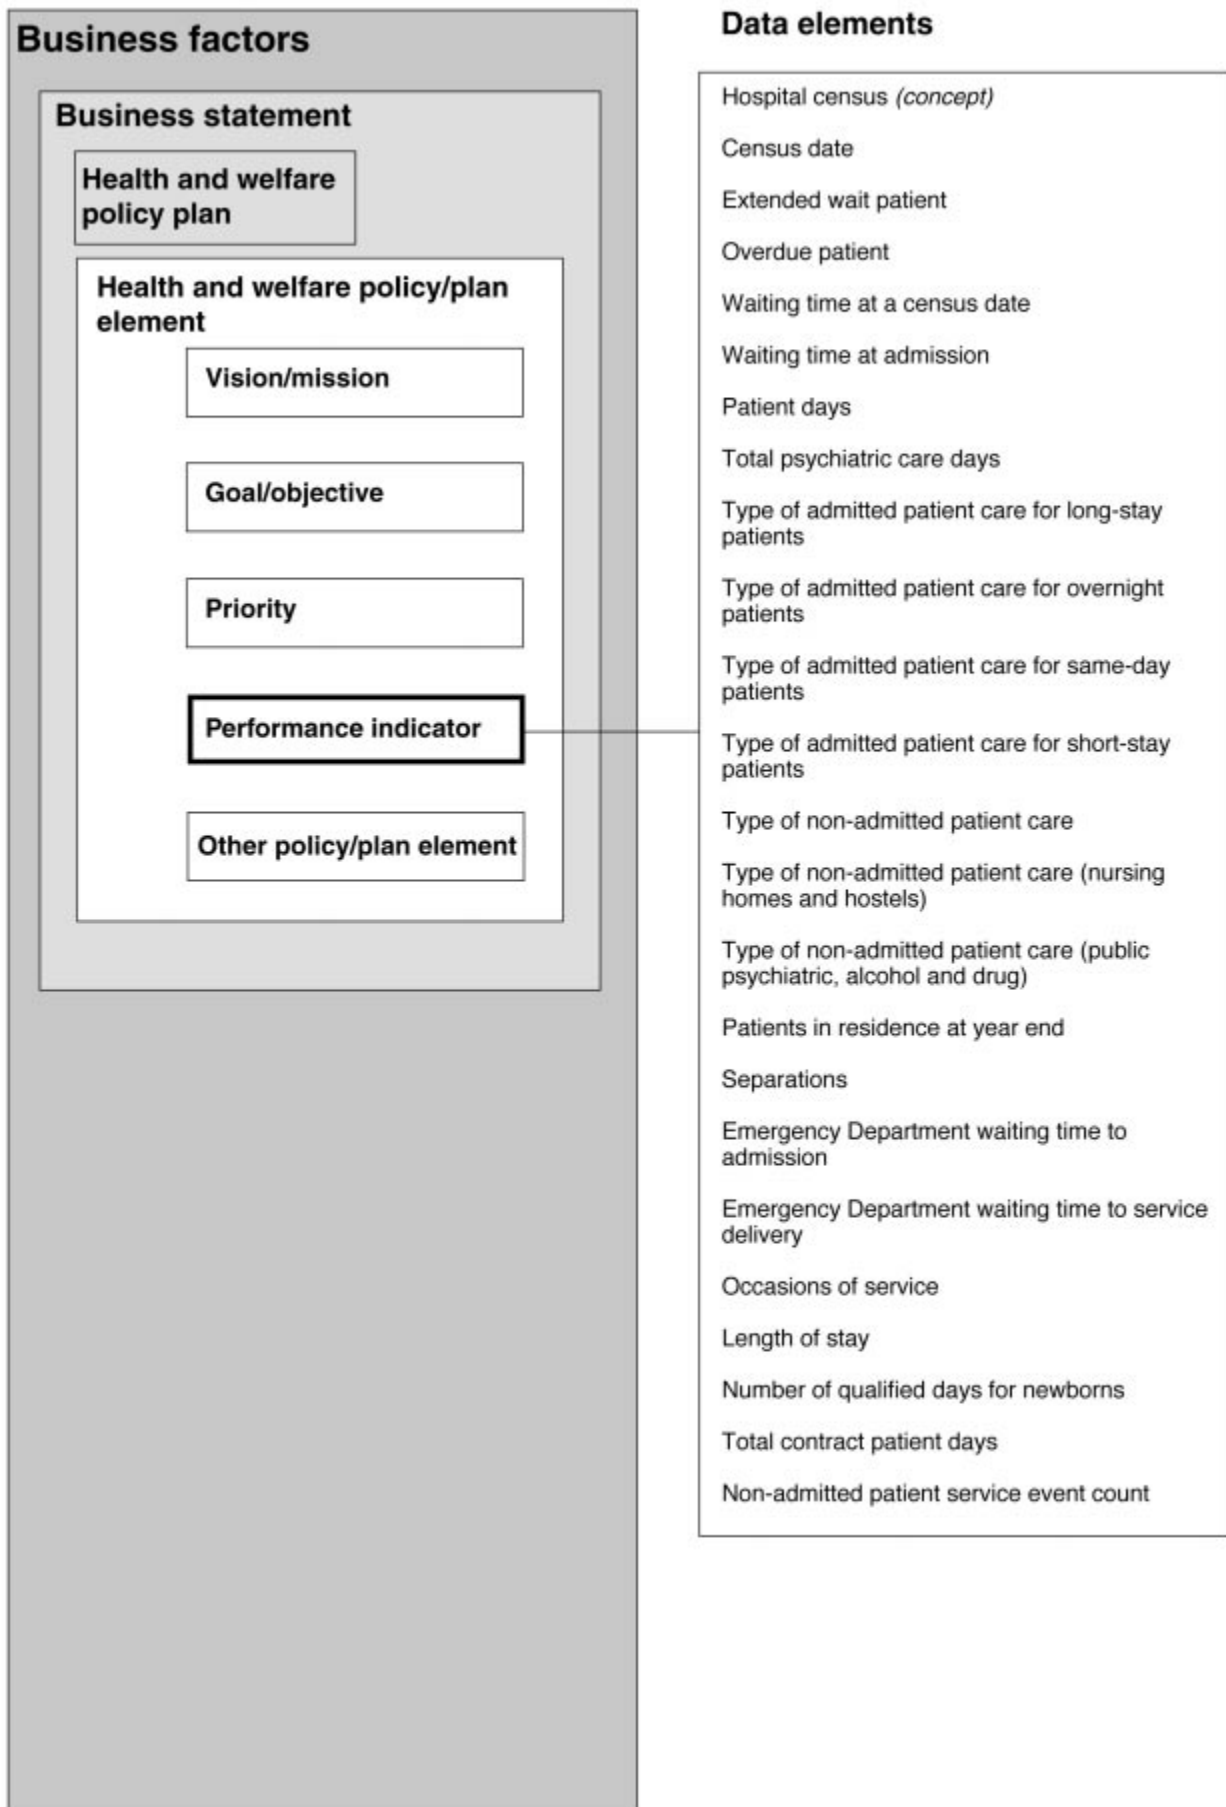 Business factors
Business statement
Health and welfare
policy plan
Health and welfare policy/plan
element
Vision/mission
Goal/objective
Priority
Performance indicator
Other policy/plan element
Data elements
Hospital census (concept)
Census date
Extended wait patient
Overdue patient
Waiting time at a census date
Waiting time at admission
Patient days
Total psychiatric care days
Type of admitted patient care for long-stay
patients
Type of admitted patient care for overnight
patients
Type of admitted patient care for same-day
patients
Type of admitted patient care for short-stay
patients
Type of non-admitted patient care
Type of non-admitted patient care (nursing
homes and hostels)
Type of non-admitted patient care (public
psychiatric, alcohol and drug)
Patients in residence at year end
Separations
Emergency Department waiting time to
admission
Emergency Department waiting time to service
delivery
Occasions of service
Length of stay
Number of qualified days for newborns
Total contract patient days
Non-admitted patient service event count